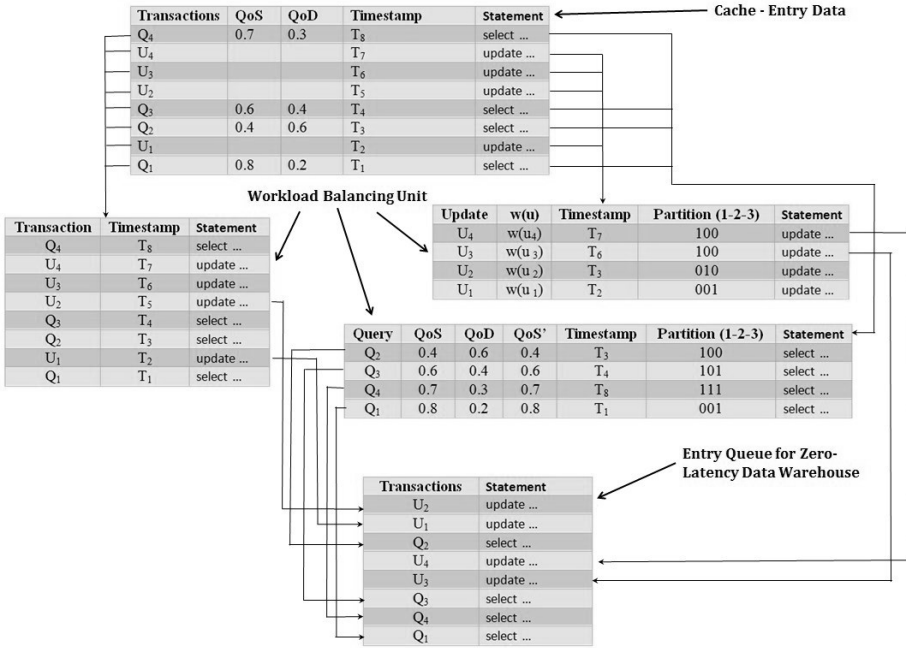 Cache - Entry Data
Transactions QoS QoD Timestamp Statement
Q4 0.7 0.3 T8 select ...
U4 T7 update ...
U3 T6 update ...
U2 T5 update ...
Q3 0.6 0.4 T4 select ...
Q2 0.4 0.6 T3 select ...
U1 T2 update ...
Q1 0.8 0.2 T1 select ...
Workload Balancing Unit
Transaction Timestamp Statement
Q4 T8 select ...
U4 T7 update ...
U3 T6 update ...
U2 T5 update ...
Q3 T4 select ...
Q2 T3 select ...
U1 T2 update ...
Q1 T1 select ...
Update w(u) Timestamp Partition (1-2-3) Statement
U4 w(u4) T7 100 update ...
U3 w(u 3) T6 100 update ...
U2 w(u 2) T3 010 update ...
U1 w(u 1) T2 001 update ...
Query QoS QoD QoS' Timestamp Partition (1-2-3) Statement
Q2 0.4 0.6 0.4 T3 100 select ...
Q3 0.6 0.4 0.6 T4 101 select ...
Q4 0.7 0.3 0.7 T8 111 select ...
Q1 0.8 0.2 0.8 T1 001 select ...
Entry Queue for Zero-
Latency Data Warehouse
Transactions Statement
U2 update ...
U1 update ...
Q2 select ...
U4 update ...
U3 update ...
Q3 select ...
Q4 select ...
Q1 select ...